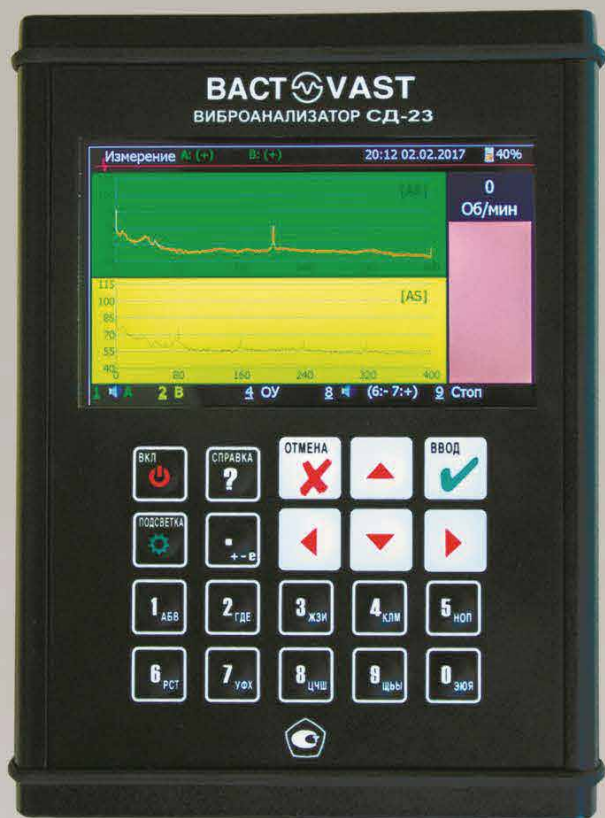 ВАСТ VAST
ВИБРОАНАЛИЗАТОР СД-23
Измерение A: (+) B: (+) 20:12 02.02.2017 40%
[AS]
0
Об/мин
115
[AS]
100
85
70
55
40
0 80 160 240 320 400
1 A 2 B 4 ОУ 8 (6:- 7:+) 9 Стоп
ВКЛ СПРАВКА ? ОТМЕНА ВВОД
ПОДСВЕТКА . +-e
1 АБВ 2 ГДЕ 3 ЖЗИ 4 КЛМ 5 НОП
6 РСТ 7 УФХ 8 ЦЧШ 9 ЩЬЫ 0 ЭЮЯ